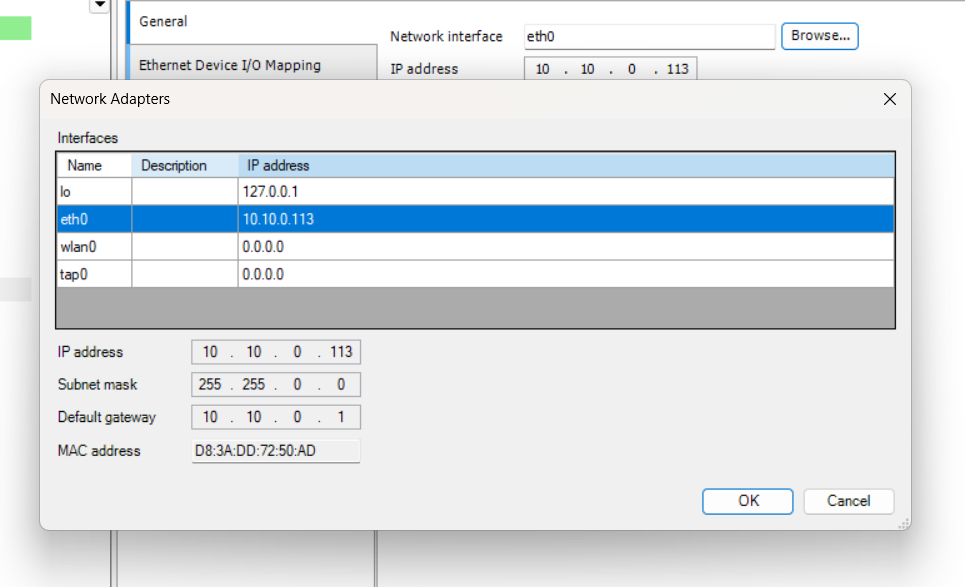 General
Network interface eth0 Browse...
Ethernet Device I/O Mapping
IP address 10 . 10 . 0 . 113
Network Adapters
Interfaces
Name Description IP address
lo 127.0.0.1
eth0 10.10.0.113
wlan0 0.0.0.0
tap0 0.0.0.0
IP address 10 . 10 . 0 . 113
Subnet mask 255 . 255 . 0 . 0
Default gateway 10 . 10 . 0 . 1
MAC address D8:3A:DD:72:50:AD
OK Cancel